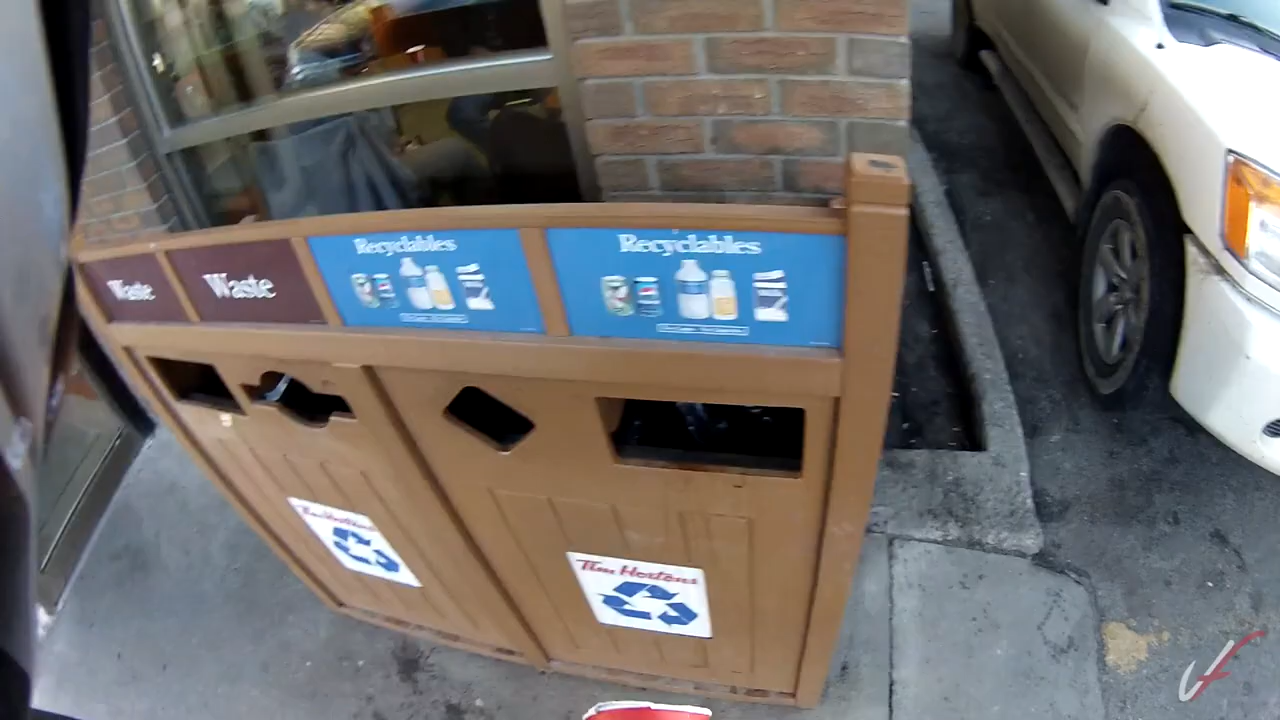 Waste
Waste
Recyclables
Recyclables
Tim Hortons
Tim Hortons